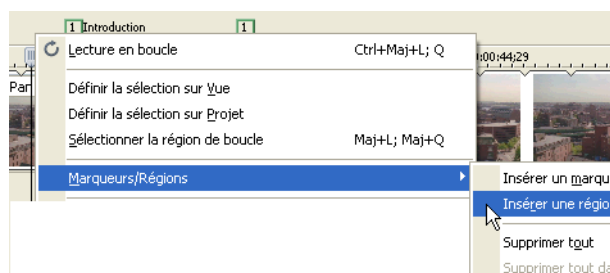 1 Introduction 1
Lecture en boucle Ctrl+Maj+L; Q
0:00:44;29
Par
Définir la sélection sur Vue
Définir la sélection sur Projet
Sélectionner la région de boucle Maj+L; Maj+Q
Marqueurs/Régions
Insérer un marqu
Insérer une régio
Supprimer tout
Supprimer tout da